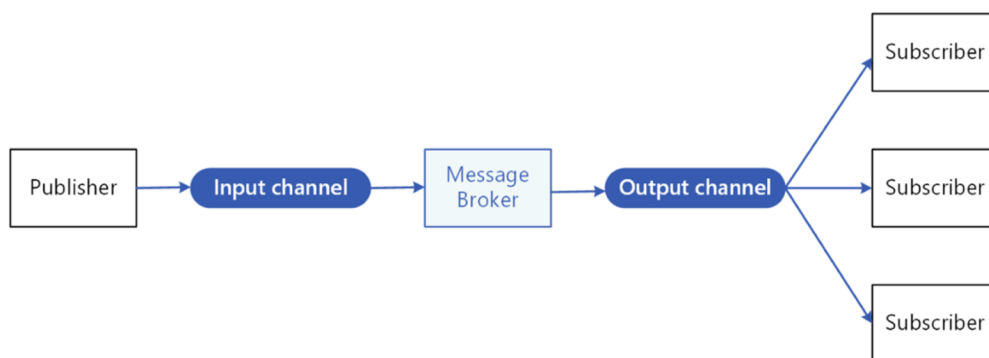 Publisher
Input channel
Message
Broker
Output channel
Subscriber
Subscriber
Subscriber